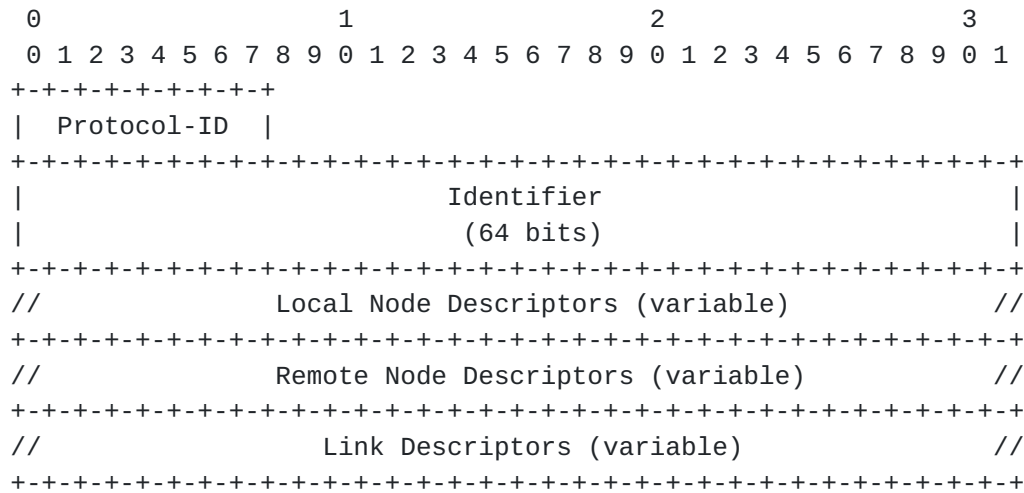 0                   1                   2                   3
 0 1 2 3 4 5 6 7 8 9 0 1 2 3 4 5 6 7 8 9 0 1 2 3 4 5 6 7 8 9 0 1
+-+-+-+-+-+-+-+-+
|  Protocol-ID  |
+-+-+-+-+-+-+-+-+-+-+-+-+-+-+-+-+-+-+-+-+-+-+-+-+-+-+-+-+-+-+-+-+
|                           Identifier                          |
|                            (64 bits)                          |
+-+-+-+-+-+-+-+-+-+-+-+-+-+-+-+-+-+-+-+-+-+-+-+-+-+-+-+-+-+-+-+-+
//               Local Node Descriptors (variable)             //
+-+-+-+-+-+-+-+-+-+-+-+-+-+-+-+-+-+-+-+-+-+-+-+-+-+-+-+-+-+-+-+-+
//               Remote Node Descriptors (variable)            //
+-+-+-+-+-+-+-+-+-+-+-+-+-+-+-+-+-+-+-+-+-+-+-+-+-+-+-+-+-+-+-+-+
//                  Link Descriptors (variable)                //
+-+-+-+-+-+-+-+-+-+-+-+-+-+-+-+-+-+-+-+-+-+-+-+-+-+-+-+-+-+-+-+-+